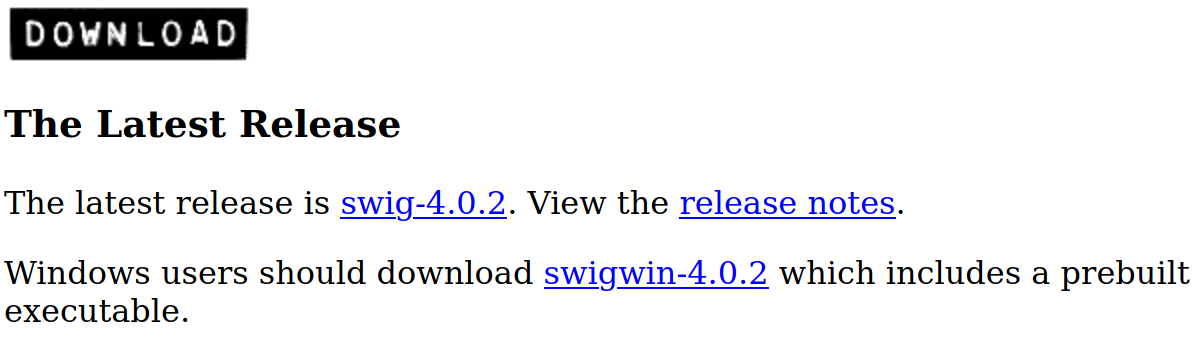 DOWNLOAD
The Latest Release
The latest release is swig-4.0.2. View the release notes.
Windows users should download swigwin-4.0.2 which includes a prebuilt
executable.